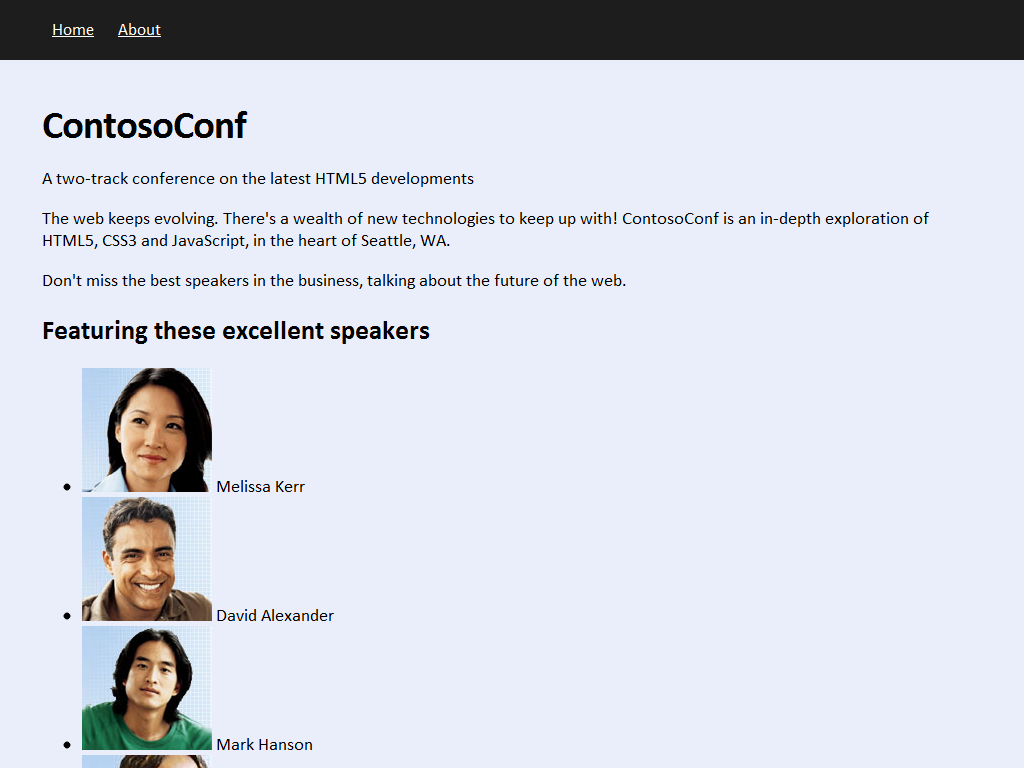 Home About
ContosoConf
A two-track conference on the latest HTML5 developments
The web keeps evolving. There's a wealth of new technologies to keep up with! ContosoConf is an in-depth exploration of
HTML5, CSS3 and JavaScript, in the heart of Seattle, WA.
Don't miss the best speakers in the business, talking about the future of the web.
Featuring these excellent speakers
Melissa Kerr
David Alexander
Mark Hanson